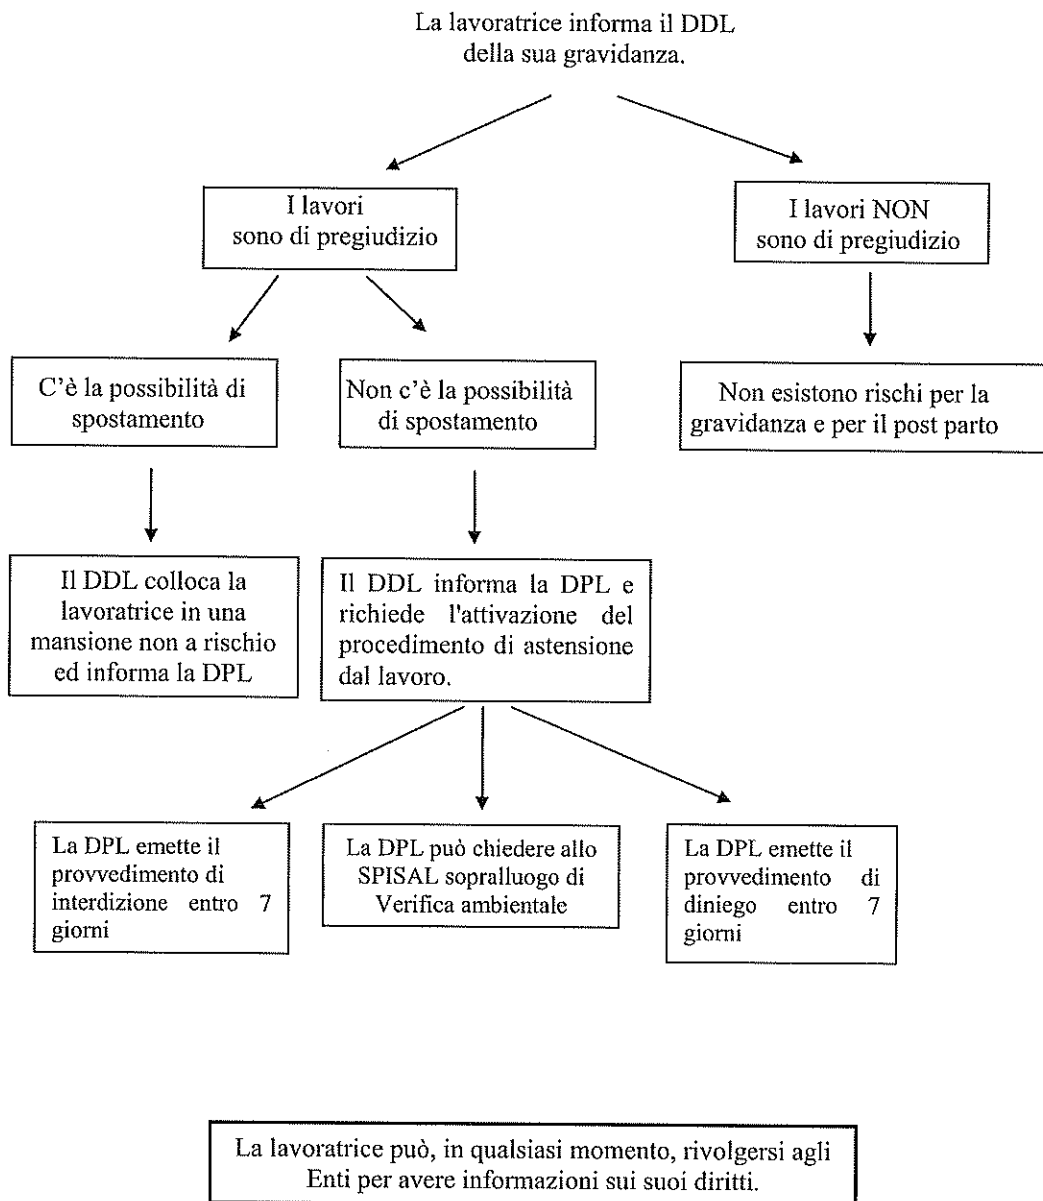 La lavoratrice informa il DDL
della sua gravidanza.
I lavori
sono di pregiudizio
I lavori NON
sono di pregiudizio
C'è la possibilità di
spostamento
Non c'è la possibilità
di spostamento
Non esistono rischi per la
gravidanza e per il post parto
Il DDL colloca la
lavoratrice in una
mansione non a rischio
ed informa la DPL
Il DDL informa la DPL e
richiede l'attivazione del
procedimento di astensione
dal lavoro.
La DPL emette il
provvedimento di
interdizione entro 7
giorni
La DPL può chiedere allo
SPISAL sopralluogo di
Verifica ambientale
La DPL emette il
provvedimento di
diniego entro 7
giorni
La lavoratrice può, in qualsiasi momento, rivolgersi agli
Enti per avere informazioni sui suoi diritti.